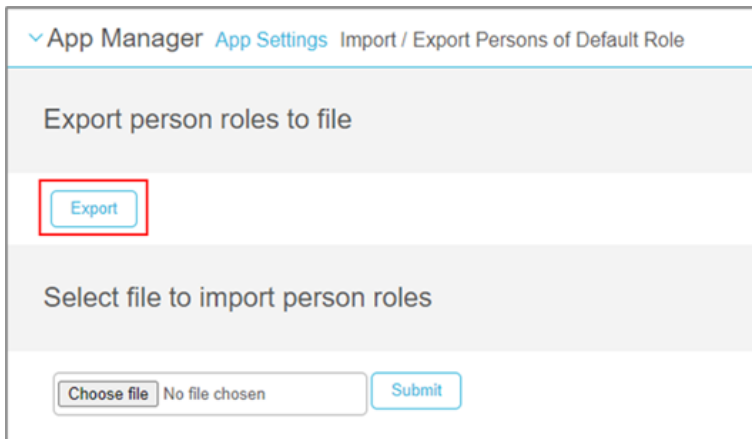 App Manager App Settings Import / Export Persons of Default Role
Export person roles to file
Export
Select file to import person roles
Choose file No file chosen Submit